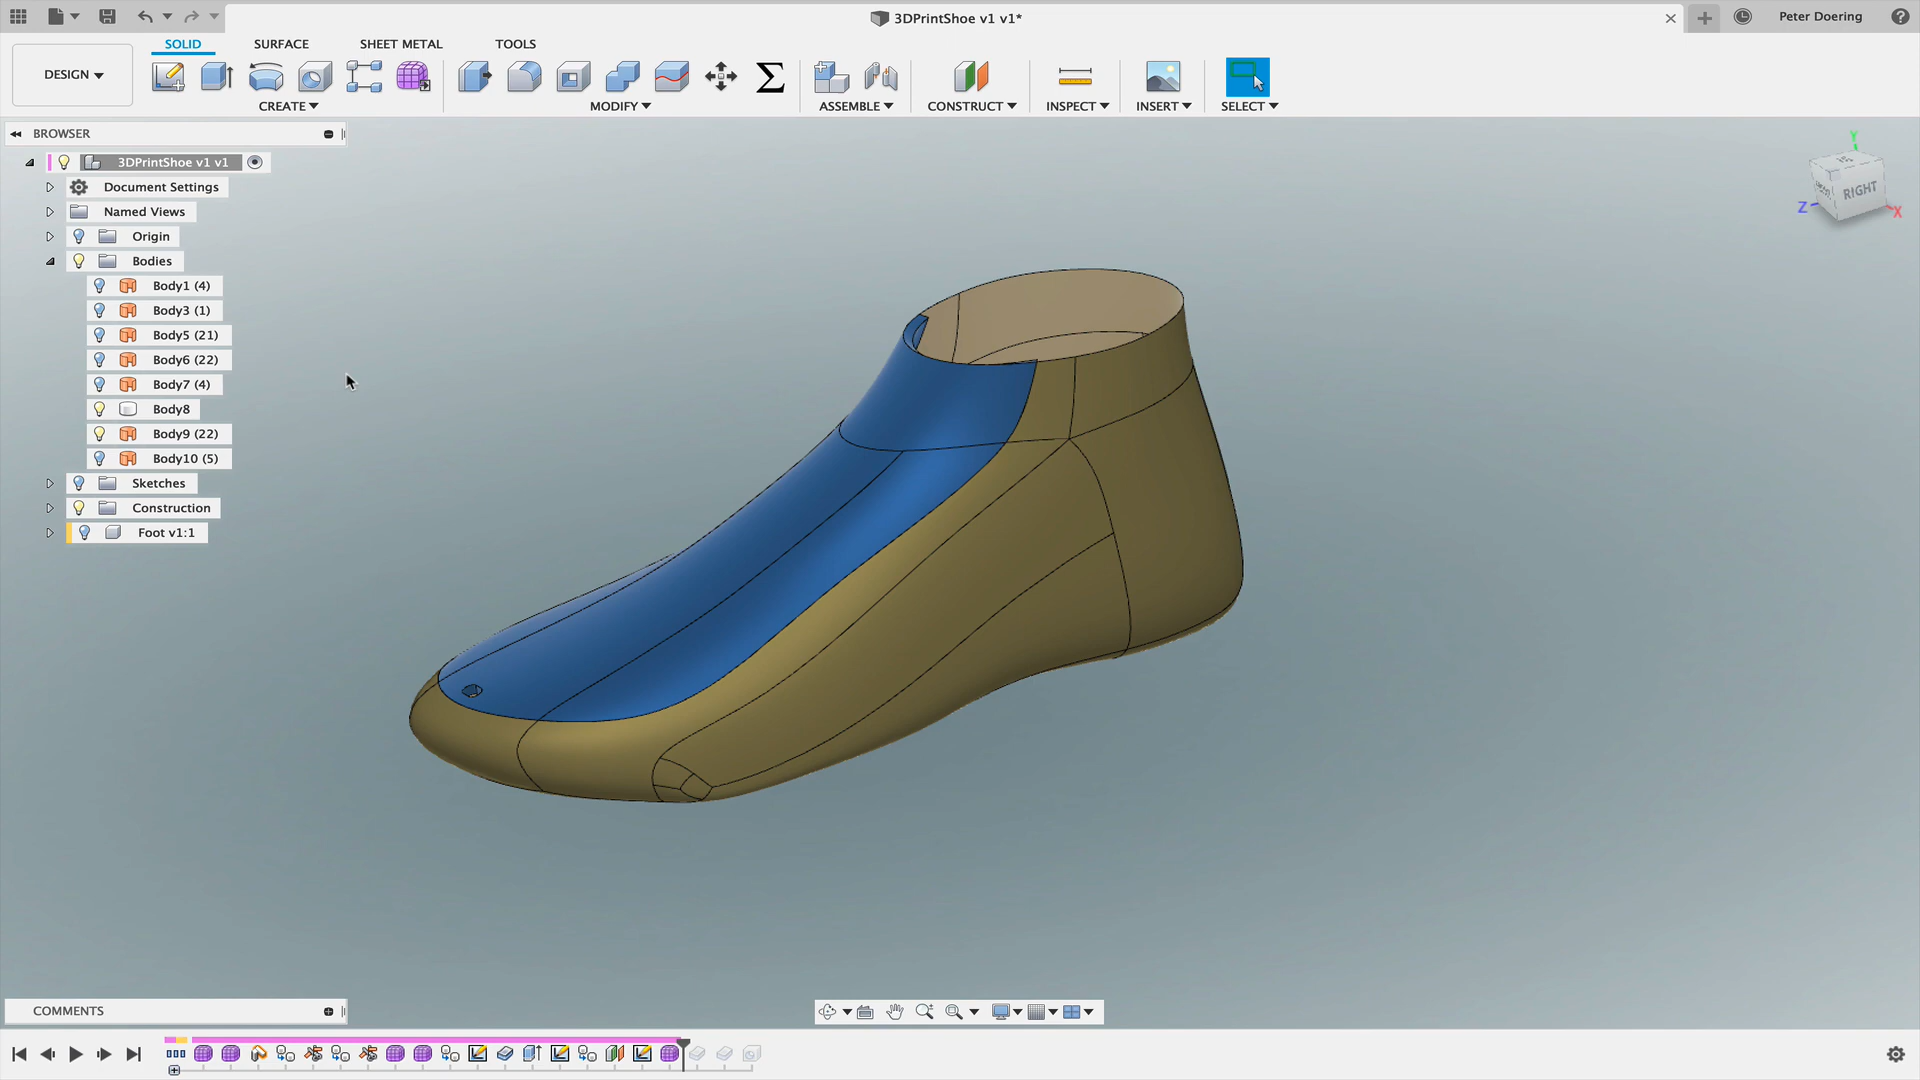 3DPrintShoe v1 v1*
Peter Doering
SOLID
SURFACE
SHEET METAL
TOOLS
DESIGN
CREATE
MODIFY
ASSEMBLE
CONSTRUCT
INSPECT
INSERT
SELECT
BROWSER
3DPrintShoe v1 v1
Document Settings
Named Views
Origin
Bodies
Body1 (4)
Body3 (1)
Body5 (21)
Body6 (22)
Body7 (4)
Body8
Body9 (22)
Body10 (5)
Sketches
Construction
Foot v1:1
Y
RIGHT
Z
X
COMMENTS